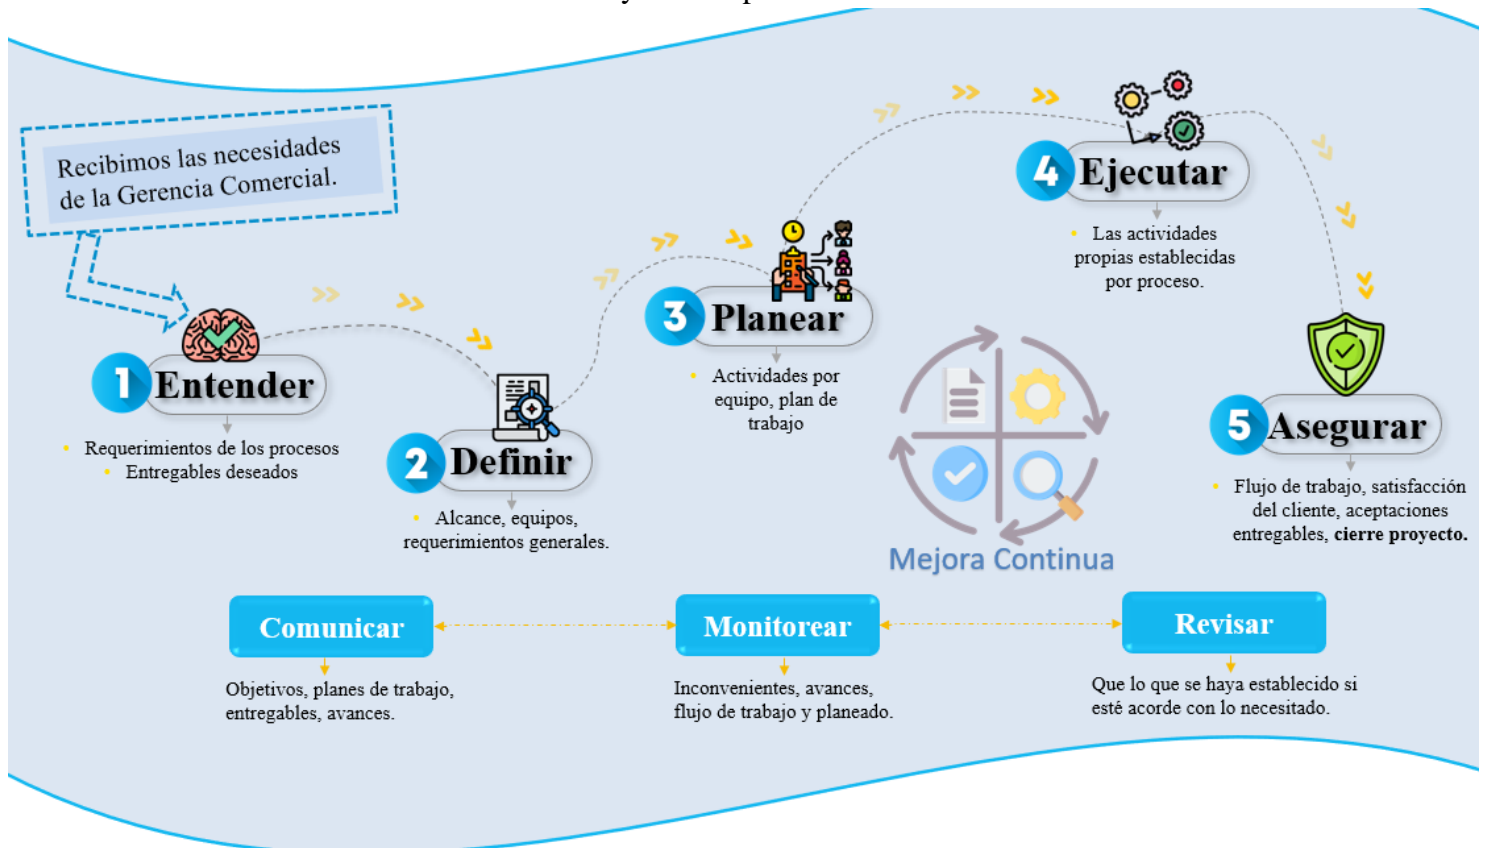 Recibimos las necesidades
de la Gerencia Comercial.
1 Entender
• Requerimientos de los procesos
• Entregables deseados
2 Definir
• Alcance, equipos,
requerimientos generales.
3 Planear
• Actividades por
equipo, plan de
trabajo
4 Ejecutar
• Las actividades
propias establecidas
por proceso.
5 Asegurar
• Flujo de trabajo, satisfacción
del cliente, aceptaciones
entregables, cierre proyecto.
Mejora Continua
Comunicar
Objetivos, planes de trabajo,
entregables, avances.
Monitorear
Inconvenientes, avances,
flujo de trabajo y planeado.
Revisar
Que lo que se haya establecido si
esté acorde con lo necesitado.